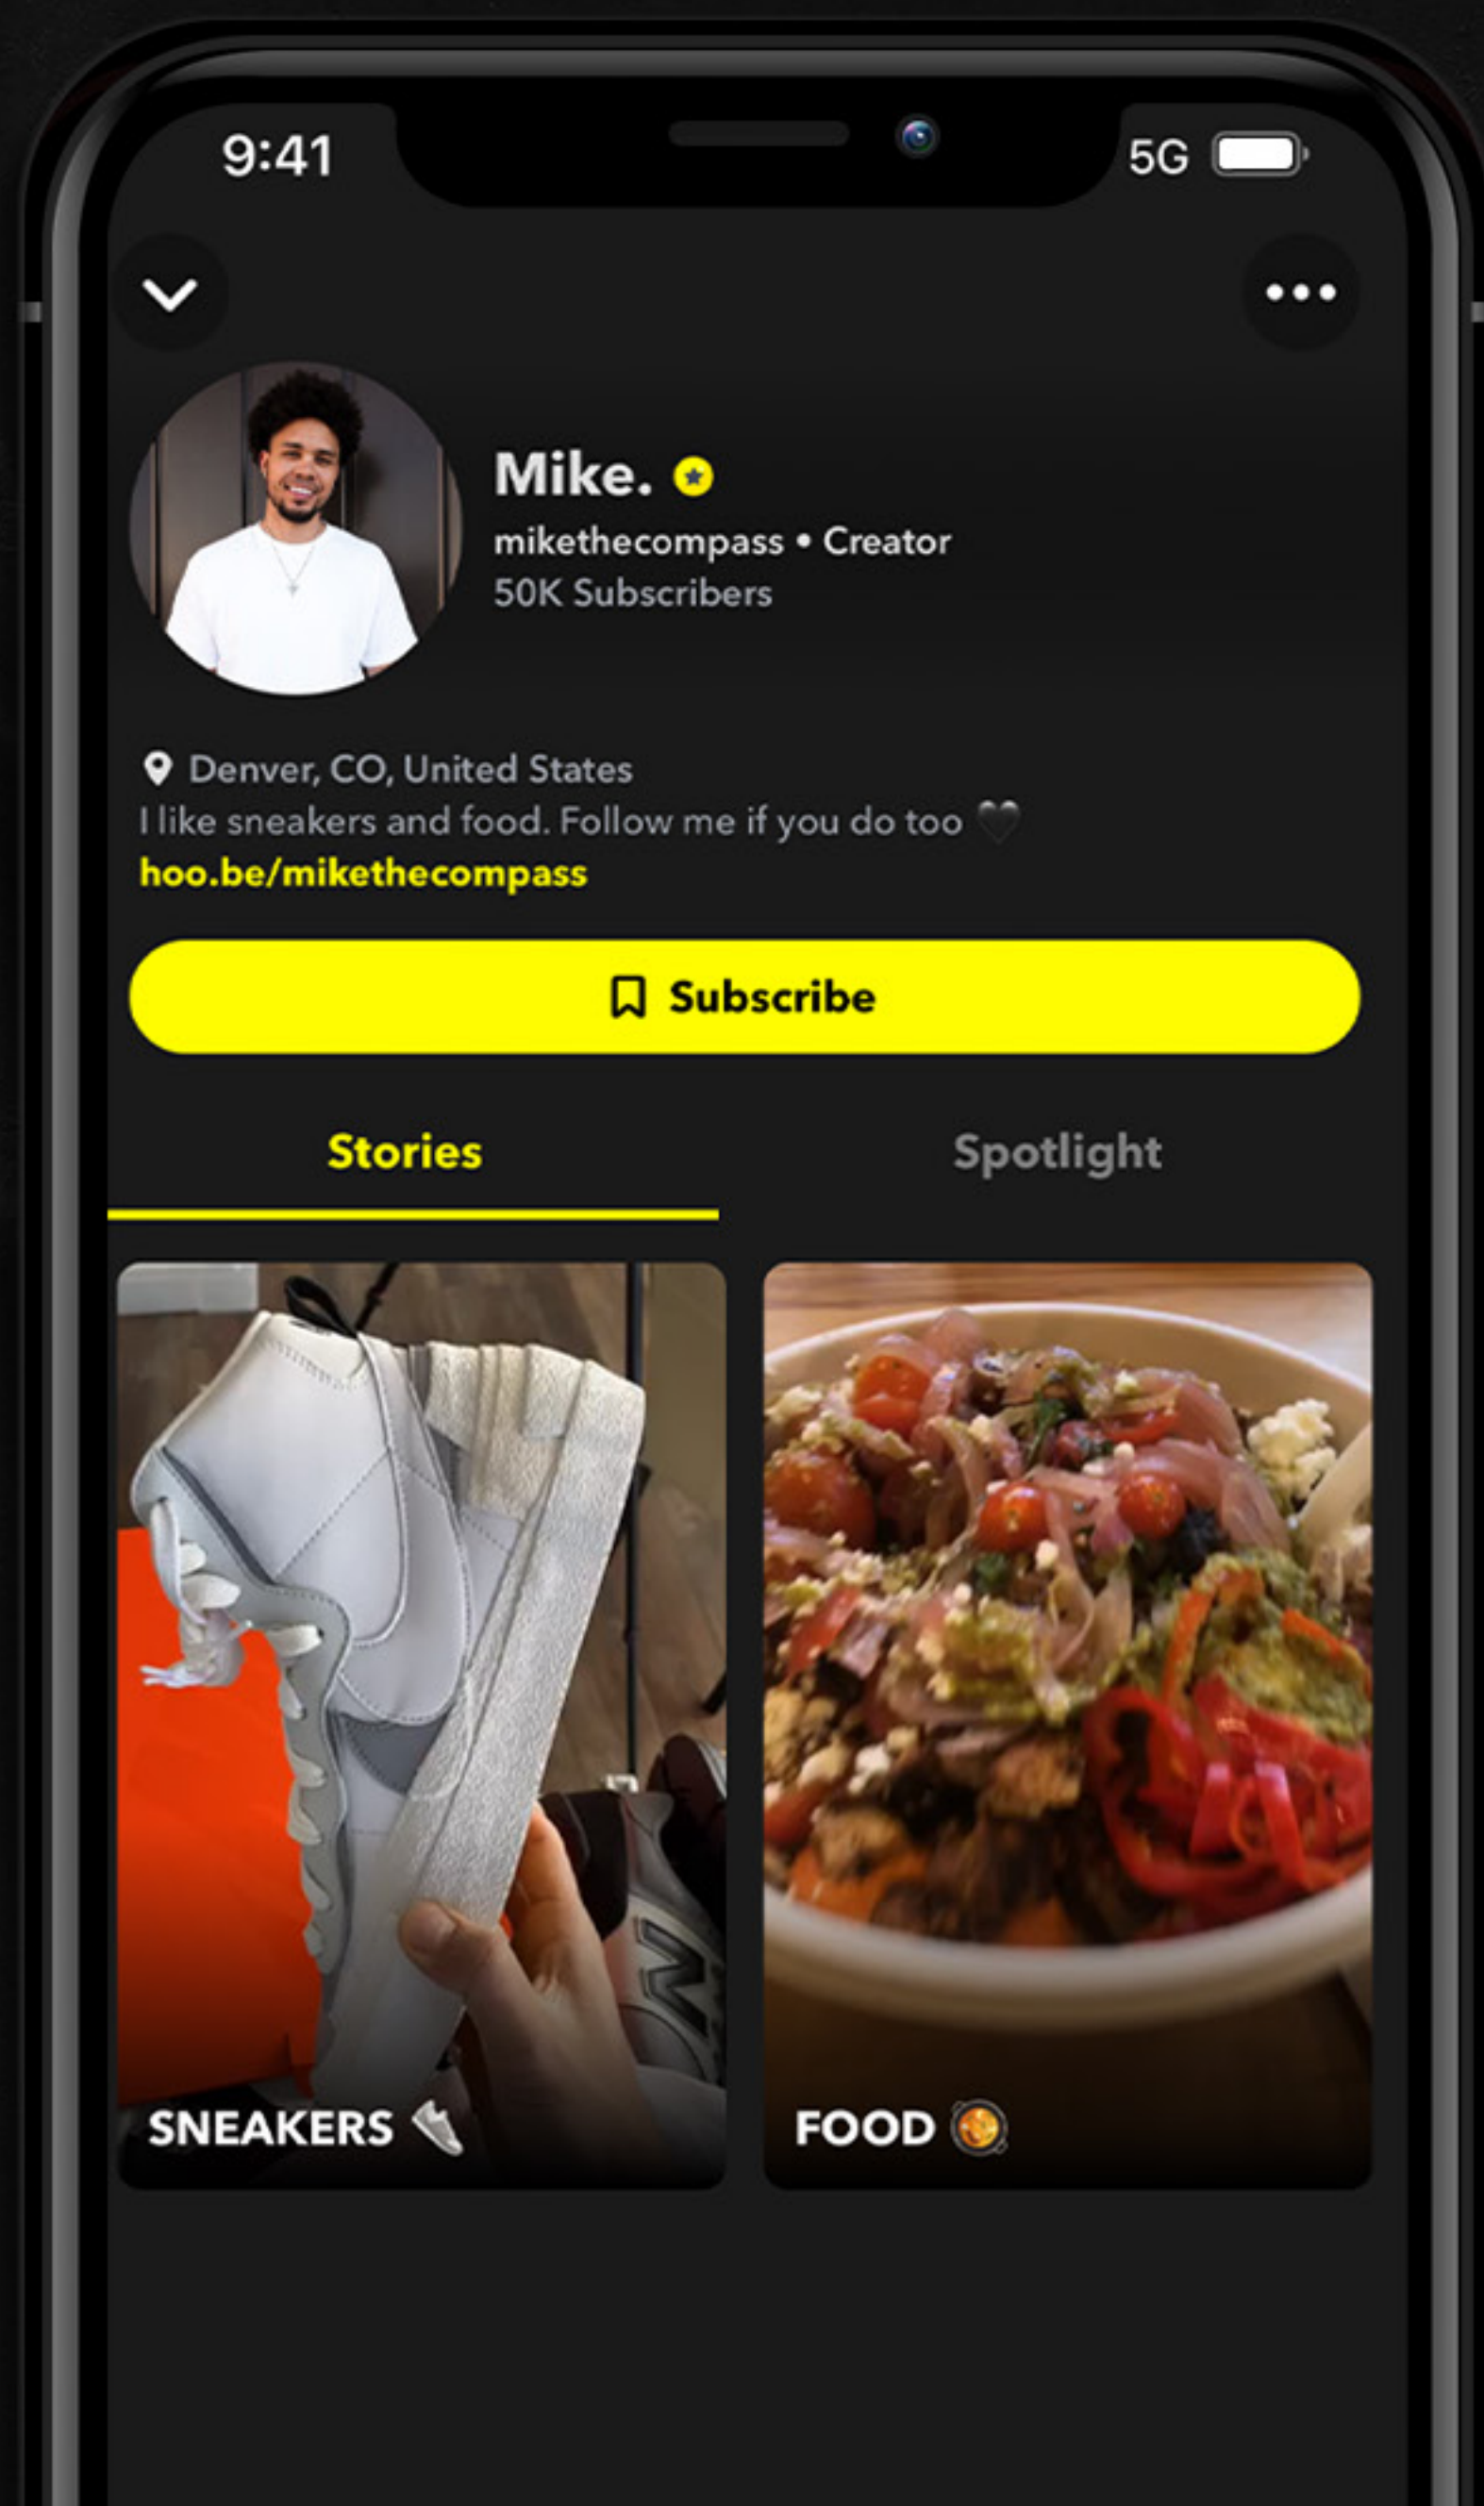 9:41 5G
Mike.
mikethecompass • Creator
50K Subscribers
Denver, CO, United States
I like sneakers and food. Follow me if you do too 🖤
hoo.be/mikethecompass
Subscribe
Stories Spotlight
N
SNEAKERS 👟 FOOD 🥘